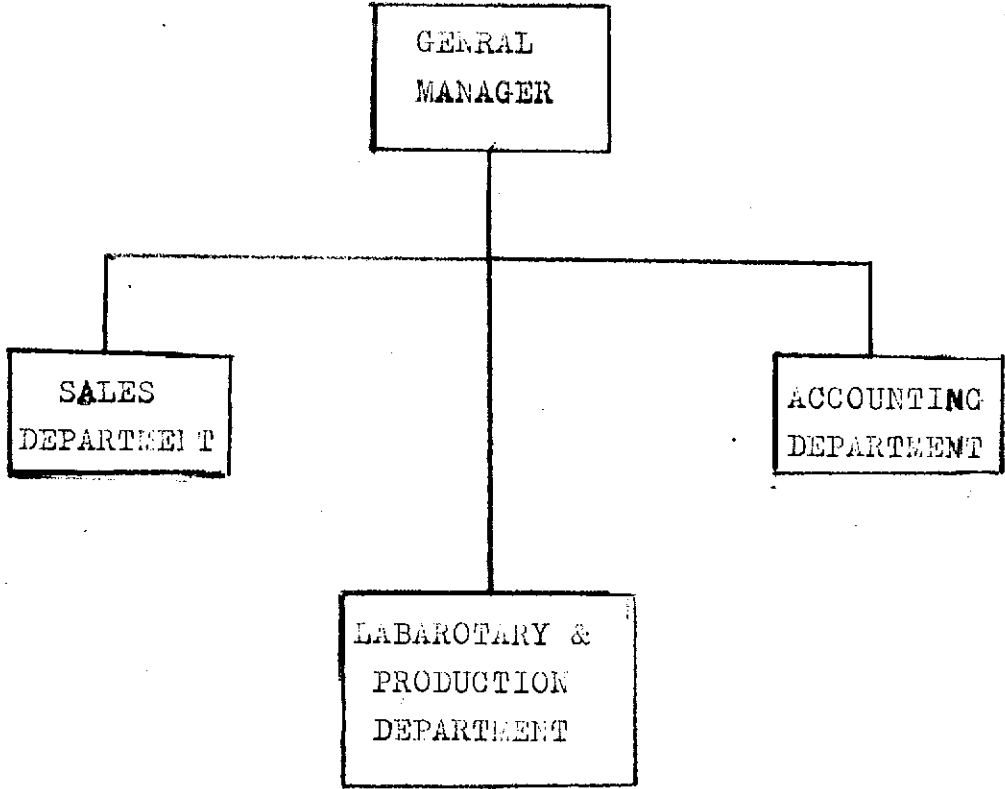 GENRAL
MANAGER
SALES
DEPARTMENT
ACCOUNTING
DEPARTMENT
LABAROTARY &
PRODUCTION
DEPARTMENT